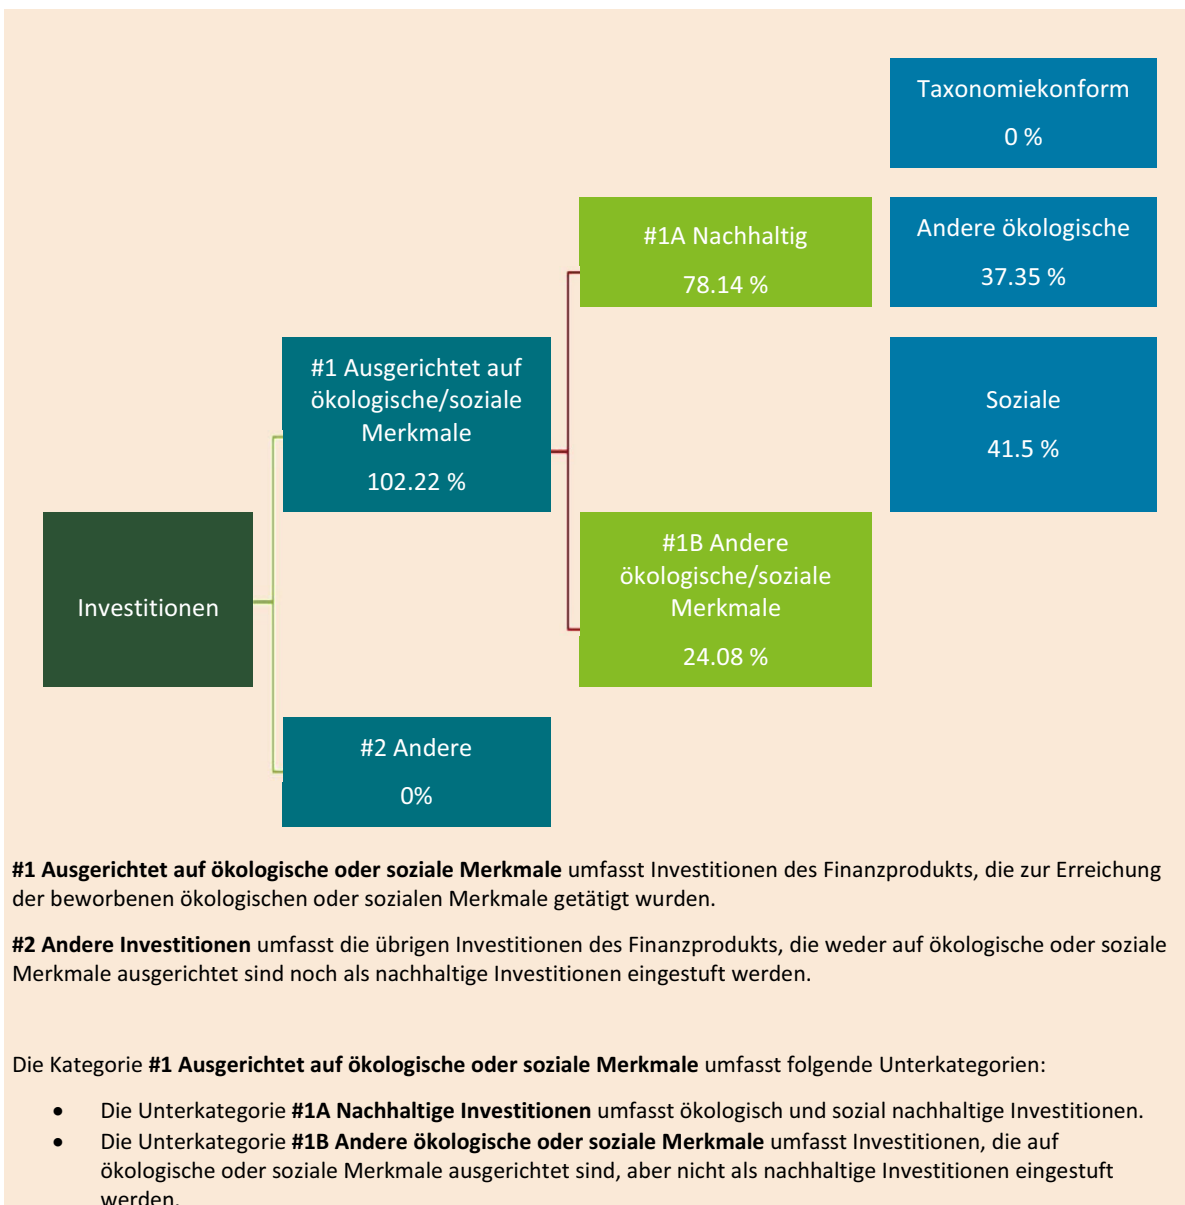 Taxonomiekonform
0 %
#1A Nachhaltig
78.14 %
Andere ökologische
37.35 %
#1 Ausgerichtet auf
ökologische/soziale
Merkmale
102.22 %
Soziale
41.5 %
Investitionen
#1B Andere
ökologische/soziale
Merkmale
24.08 %
#2 Andere
0%
#1 Ausgerichtet auf ökologische oder soziale Merkmale umfasst Investitionen des Finanzprodukts, die zur Erreichung
der beworbenen ökologischen oder sozialen Merkmale getätigt wurden.
#2 Andere Investitionen umfasst die übrigen Investitionen des Finanzprodukts, die weder auf ökologische oder soziale
Merkmale ausgerichtet sind noch als nachhaltige Investitionen eingestuft werden.
Die Kategorie #1 Ausgerichtet auf ökologische oder soziale Merkmale umfasst folgende Unterkategorien:
• Die Unterkategorie #1A Nachhaltige Investitionen umfasst ökologisch und sozial nachhaltige Investitionen.
• Die Unterkategorie #1B Andere ökologische oder soziale Merkmale umfasst Investitionen, die auf
ökologische oder soziale Merkmale ausgerichtet sind, aber nicht als nachhaltige Investitionen eingestuft
werden.